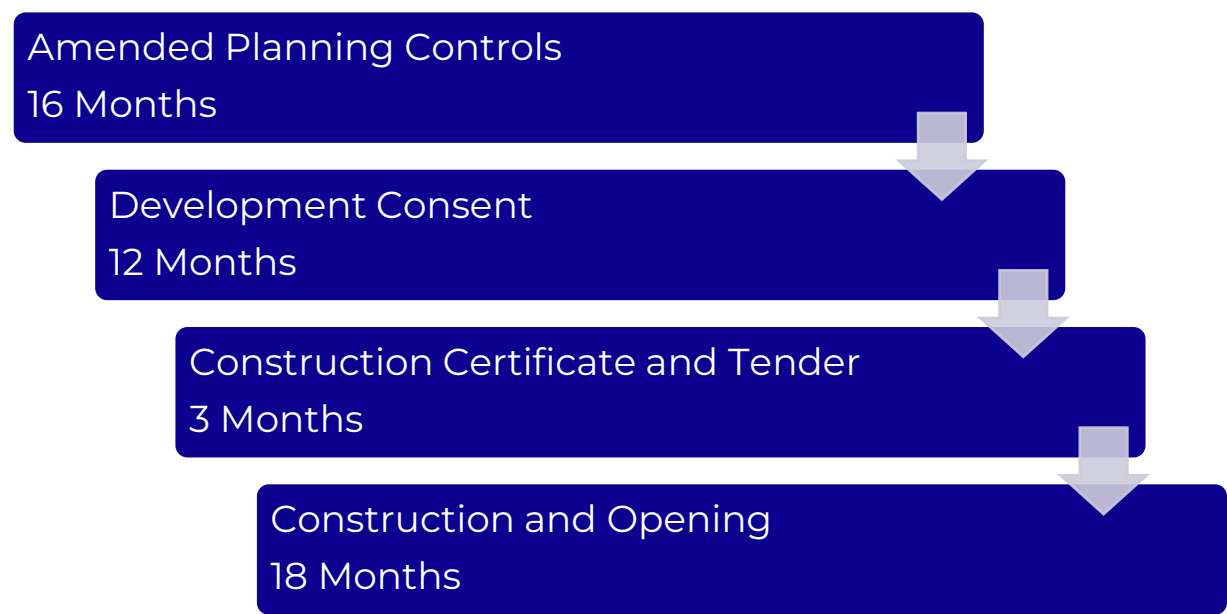 Amended Planning Controls
16 Months
Development Consent
12 Months
Construction Certificate and Tender
3 Months
Construction and Opening
18 Months